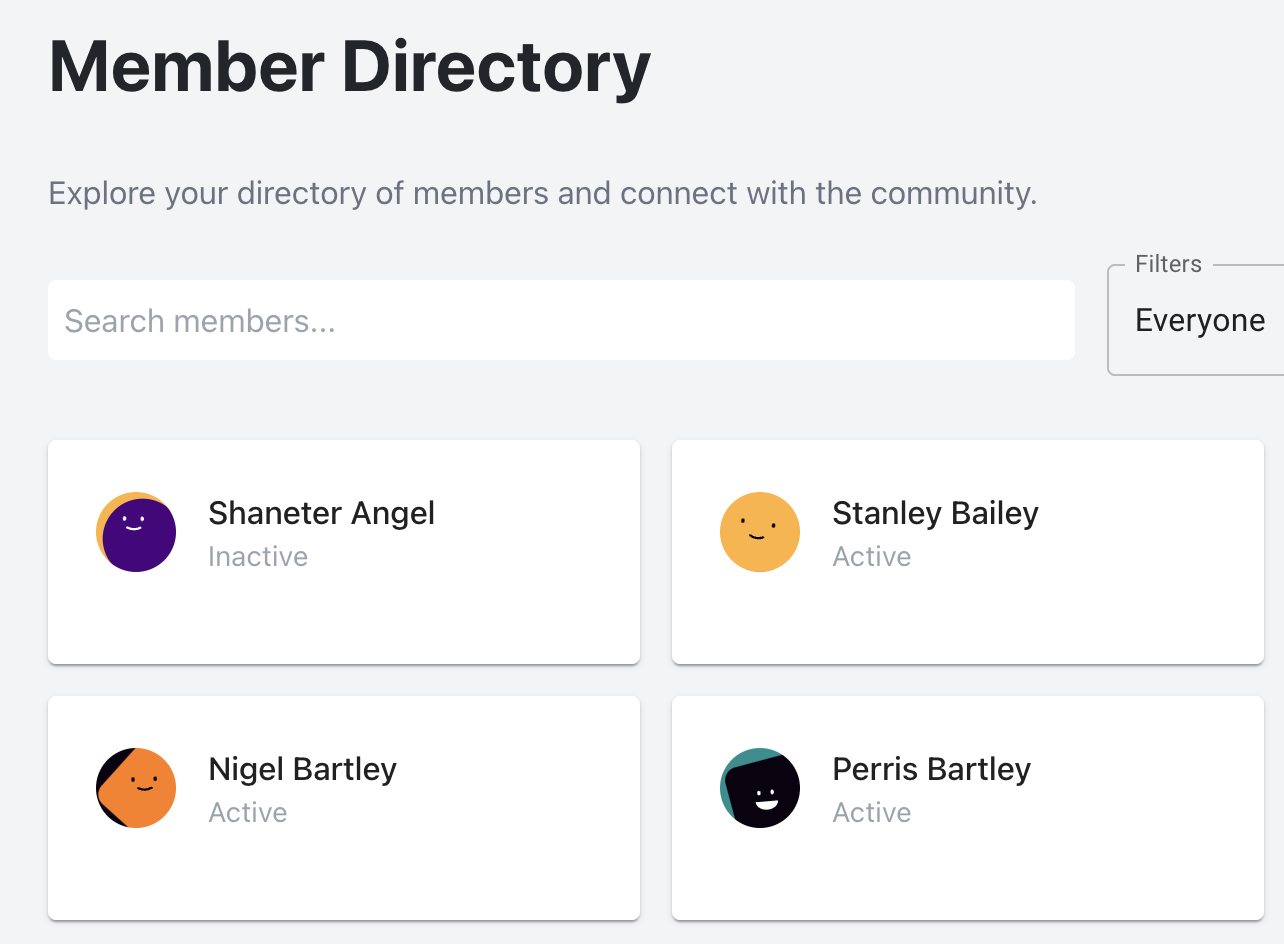 Member Directory
Explore your directory of members and connect with the community.
Filters
Search members...
Everyone
Shaneter Angel
Inactive
Stanley Bailey
Active
Nigel Bartley
Active
Perris Bartley
Active